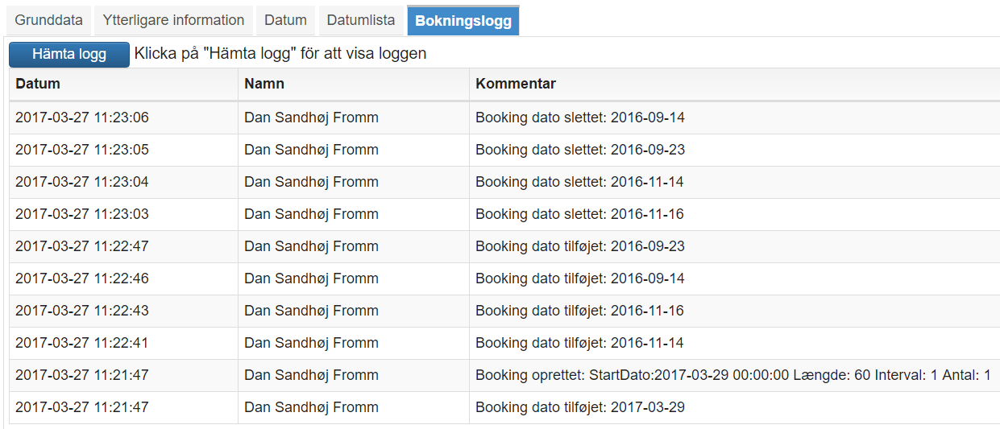 Grunddata Ytterligare information Datum Datumlista Bokningslogg
Hämta logg Klicka på "Hämta logg" för att visa loggen
Datum Namn Kommentar
2017-03-27 11:23:06 Dan Sandhøj Fromm Booking dato slettet: 2016-09-14
2017-03-27 11:23:05 Dan Sandhøj Fromm Booking dato slettet: 2016-09-23
2017-03-27 11:23:04 Dan Sandhøj Fromm Booking dato slettet: 2016-11-14
2017-03-27 11:23:03 Dan Sandhøj Fromm Booking dato slettet: 2016-11-16
2017-03-27 11:22:47 Dan Sandhøj Fromm Booking dato tilføjet: 2016-09-23
2017-03-27 11:22:46 Dan Sandhøj Fromm Booking dato tilføjet: 2016-09-14
2017-03-27 11:22:43 Dan Sandhøj Fromm Booking dato tilføjet: 2016-11-16
2017-03-27 11:22:41 Dan Sandhøj Fromm Booking dato tilføjet: 2016-11-14
2017-03-27 11:21:47 Dan Sandhøj Fromm Booking oprettet: StartDato:2017-03-29 00:00:00 Længde: 60 Interval: 1 Antal: 1
2017-03-27 11:21:47 Dan Sandhøj Fromm Booking dato tilføjet: 2017-03-29